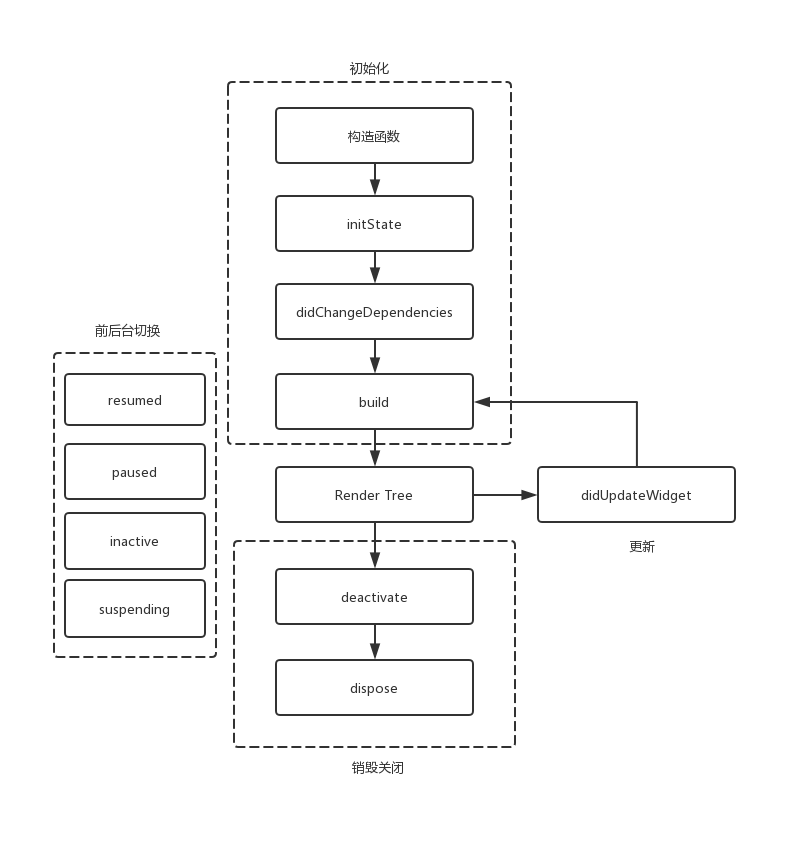 初始化
构造函数
initState
didChangeDependencies
build
前后台切换
resumed
paused
inactive
suspending
Render Tree
didUpdateWidget
更新
deactivate
dispose
销毁关闭